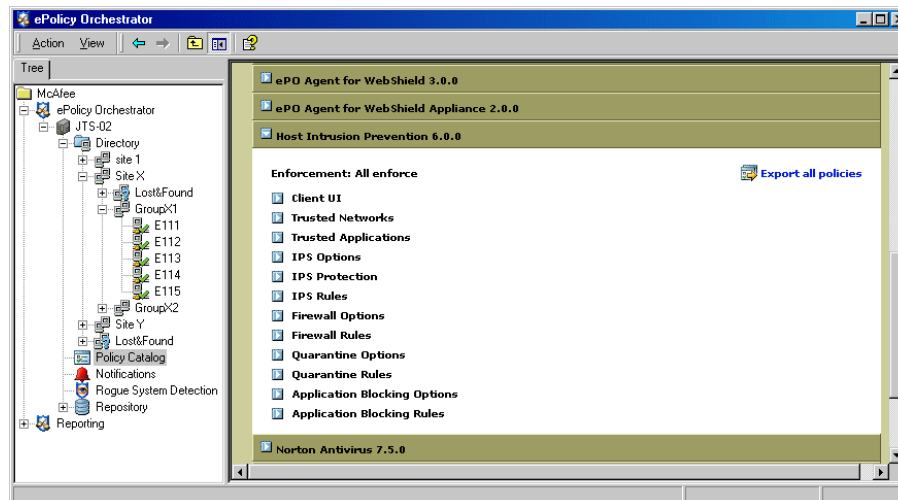 ePolicy Orchestrator
Action View
Tree
McAfee
ePolicy Orchestrator
JTS-02
Directory
site 1
Site X
Lost&Found
GroupX1
E111
E112
E113
E114
E115
GroupX2
Site Y
Lost&Found
Policy Catalog
Notifications
Rogue System Detection
Repository
Reporting
ePO Agent for WebShield 3.0.0
ePO Agent for WebShield Appliance 2.0.0
Host Intrusion Prevention 6.0.0
Enforcement: All enforce Export all policies
Client UI
Trusted Networks
Trusted Applications
IPS Options
IPS Protection
IPS Rules
Firewall Options
Firewall Rules
Quarantine Options
Quarantine Rules
Application Blocking Options
Application Blocking Rules
Norton Antivirus 7.5.0